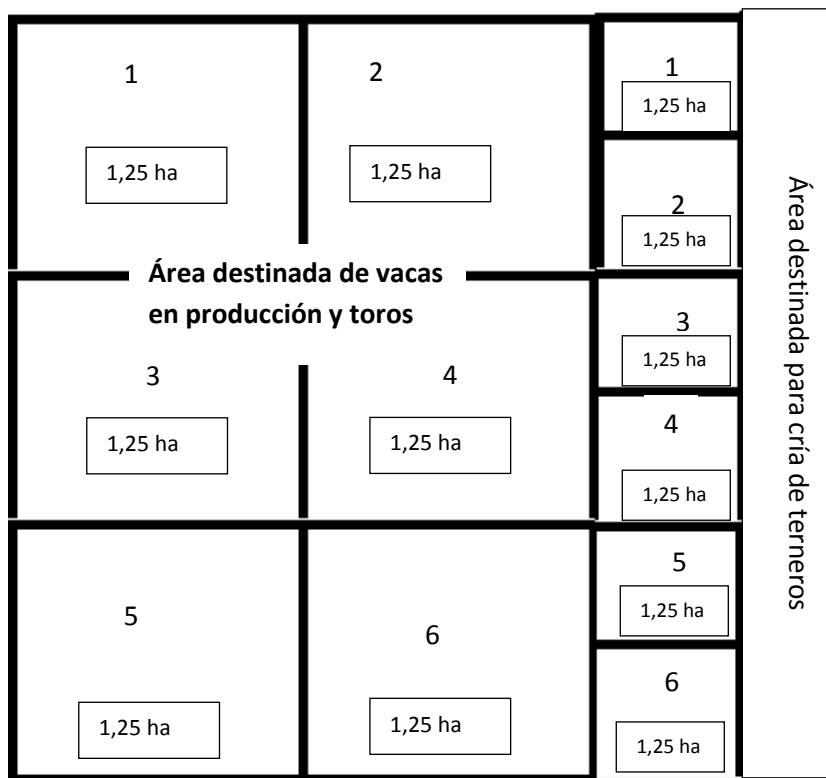 1
1,25 ha
2
1,25 ha
Área destinada de vacas
en producción y toros
3
1,25 ha
4
1,25 ha
5
1,25 ha
6
1,25 ha
1
1,25 ha
2
1,25 ha
3
1,25 ha
4
1,25 ha
5
1,25 ha
6
1,25 ha
Área destinada para cría de terneros